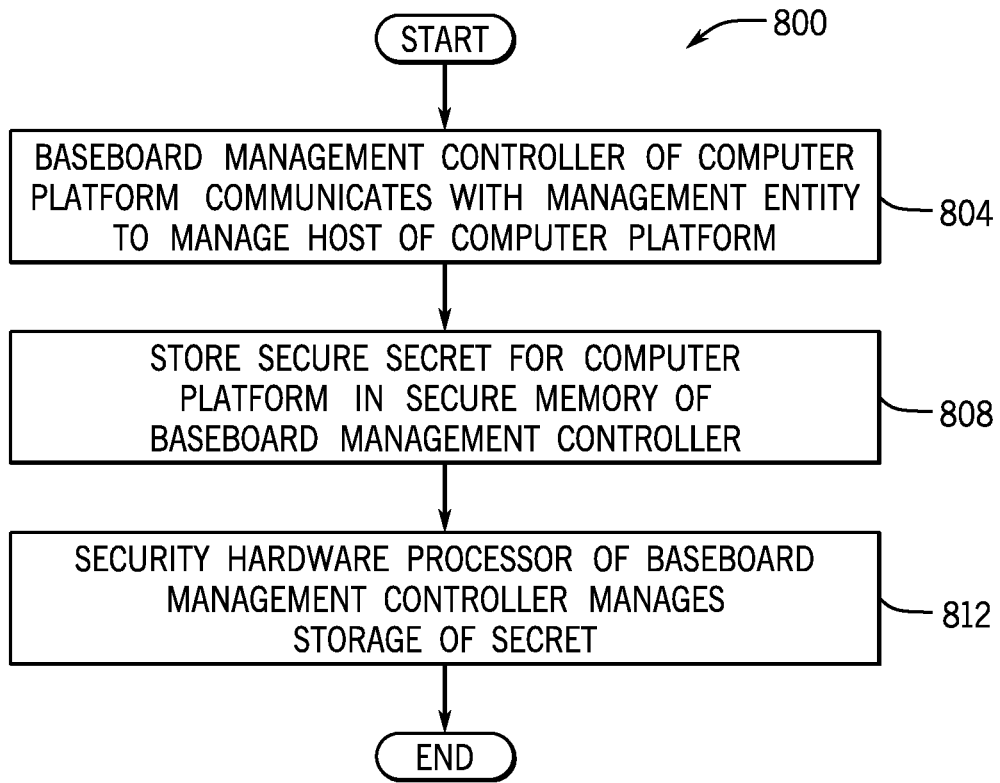 START
800
BASEBOARD MANAGEMENT CONTROLLER OF COMPUTER
PLATFORM COMMUNICATES WITH MANAGEMENT ENTITY
TO MANAGE HOST OF COMPUTER PLATFORM
804
STORE SECURE SECRET FOR COMPUTER
PLATFORM IN SECURE MEMORY OF
BASEBOARD MANAGEMENT CONTROLLER
808
SECURITY HARDWARE PROCESSOR OF BASEBOARD
MANAGEMENT CONTROLLER MANAGES
STORAGE OF SECRET
812
END